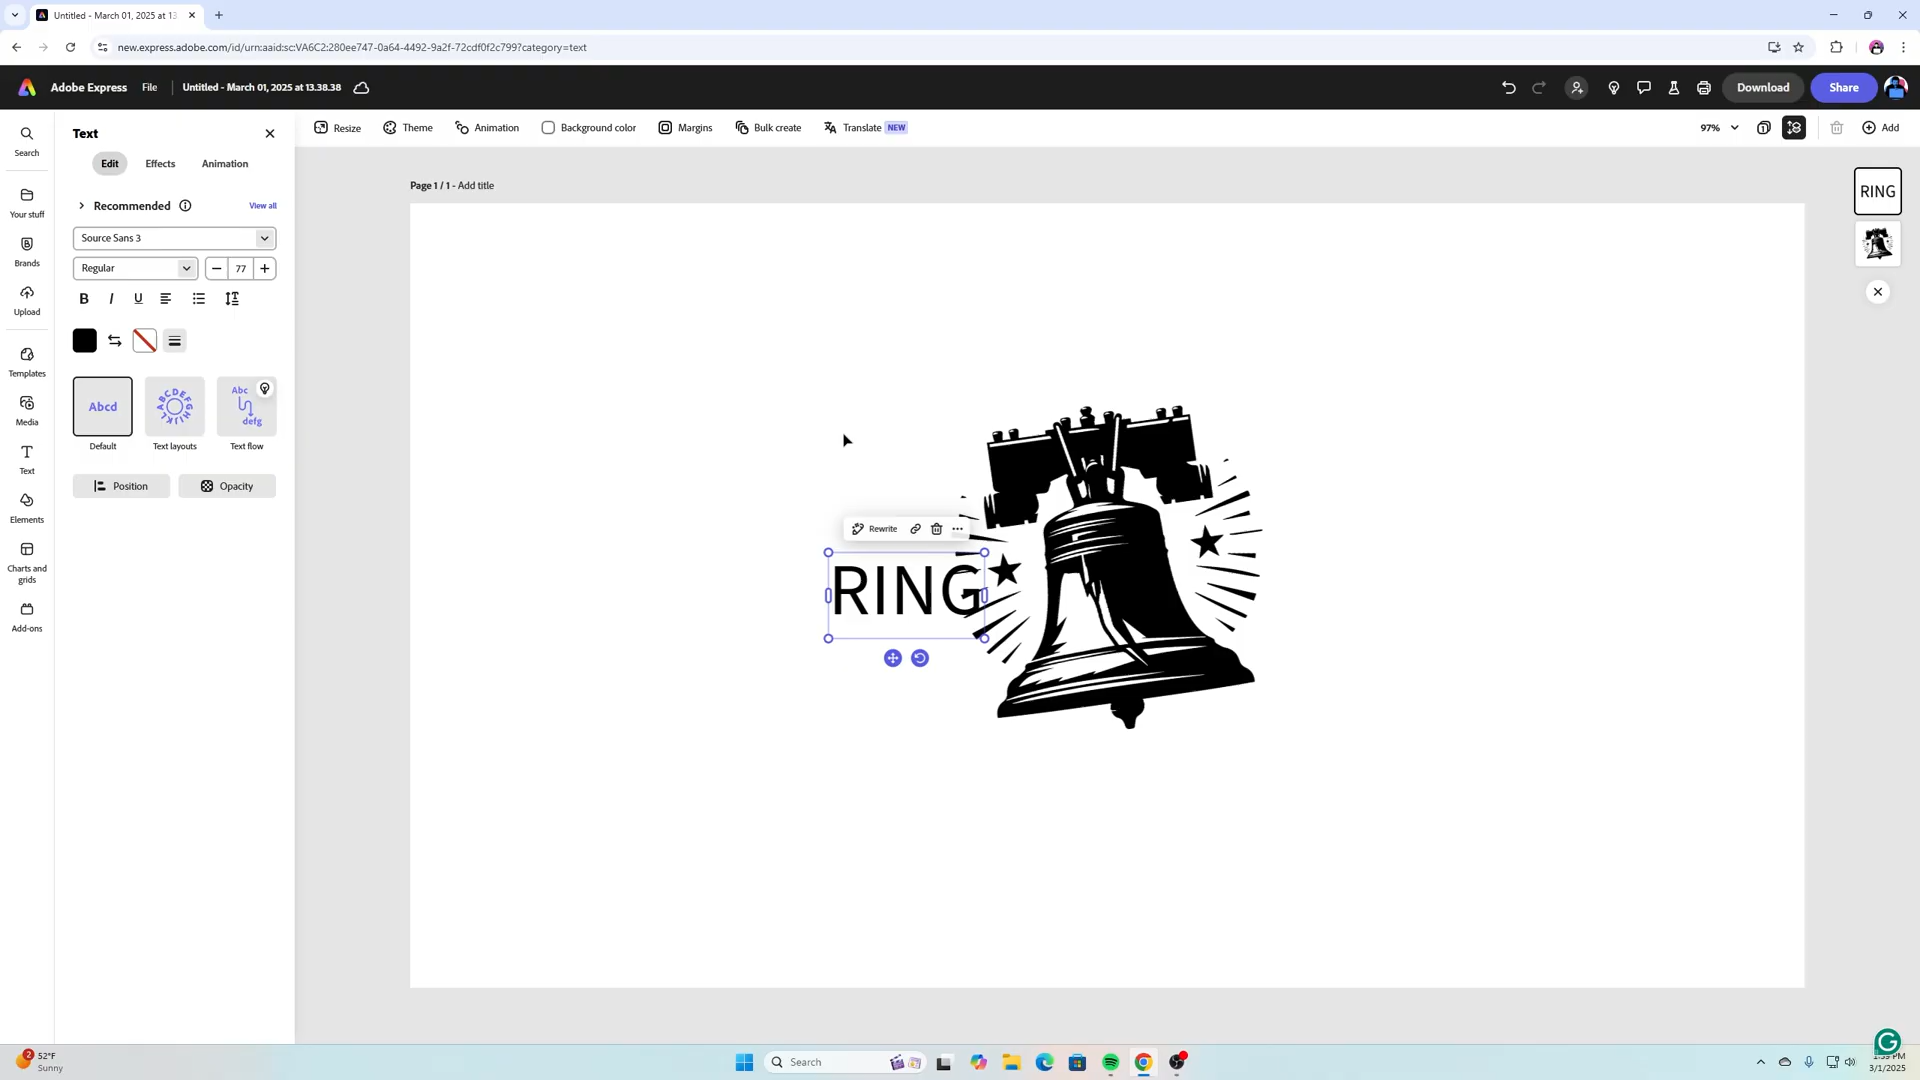 Untitled - March 01, 2025 at 13
new.express.adobe.com/id/urn:aaid:sc:VA6C2:280ee747-0a64-4492-9a2f-72cdf0f2c799?category=text
Adobe Express File Untitled - March 01, 2025 at 13.38.38 Download Share
Resize Theme Animation Background color Margins Bulk create Translate NEW 97% Add
Search
Your stuff
Brands
Upload
Templates
Media
Text
Elements
Charts and
grids
Add-ons
Text
Edit Effects Animation
Recommended View all
Source Sans 3
Regular 77
B I U
Abcd
Abc
defg
ABCDEFGHIJKL
Default Text layouts Text flow
Position Opacity
Page 1 / 1 - Add title
Rewrite
RING
RING
2
52°F
Sunny
Search
3/1/2025